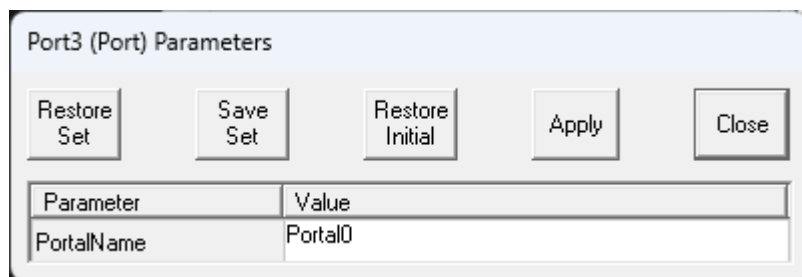 Port3 (Port) Parameters
Restore Set
Save Set
Restore Initial
Apply
Close
Parameter Value
PortalName Portal0